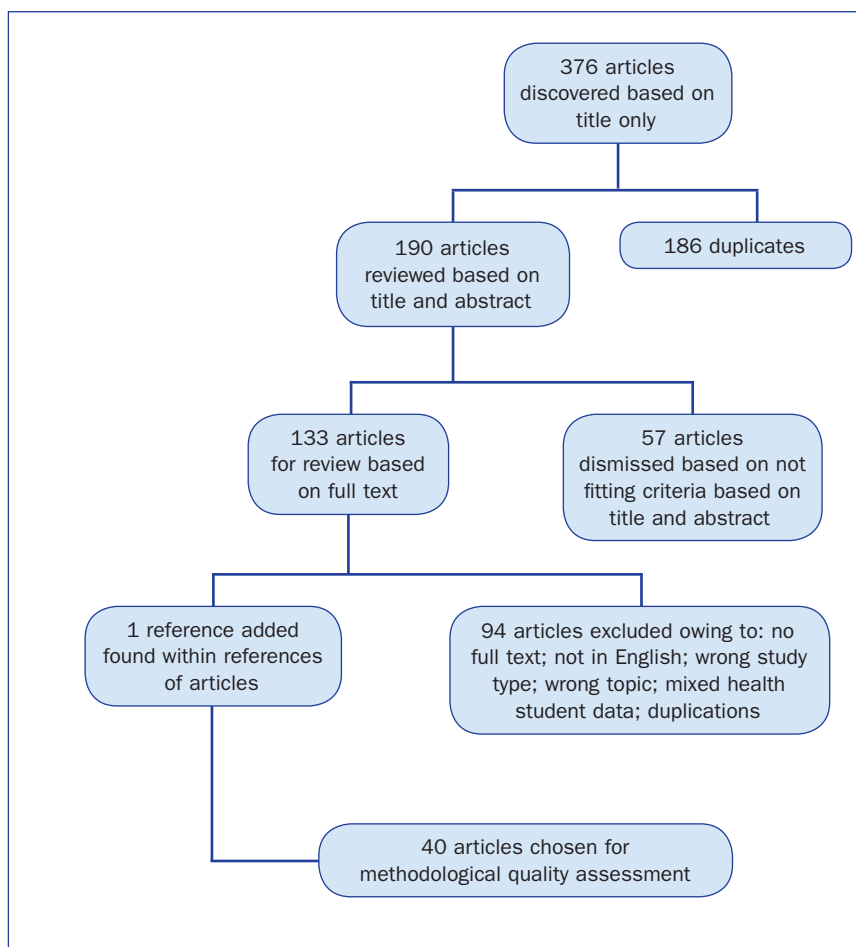 376 articles
discovered based on
title only
190 articles
reviewed based on
title and abstract
186 duplicates
133 articles
for review based
on full text
57 articles
dismissed based on not
fitting criteria based on
title and abstract
1 reference added
found within references
of articles
94 articles excluded owing to: no
full text; not in English; wrong study
type; wrong topic; mixed health
student data; duplications
40 articles chosen for
methodological quality assessment